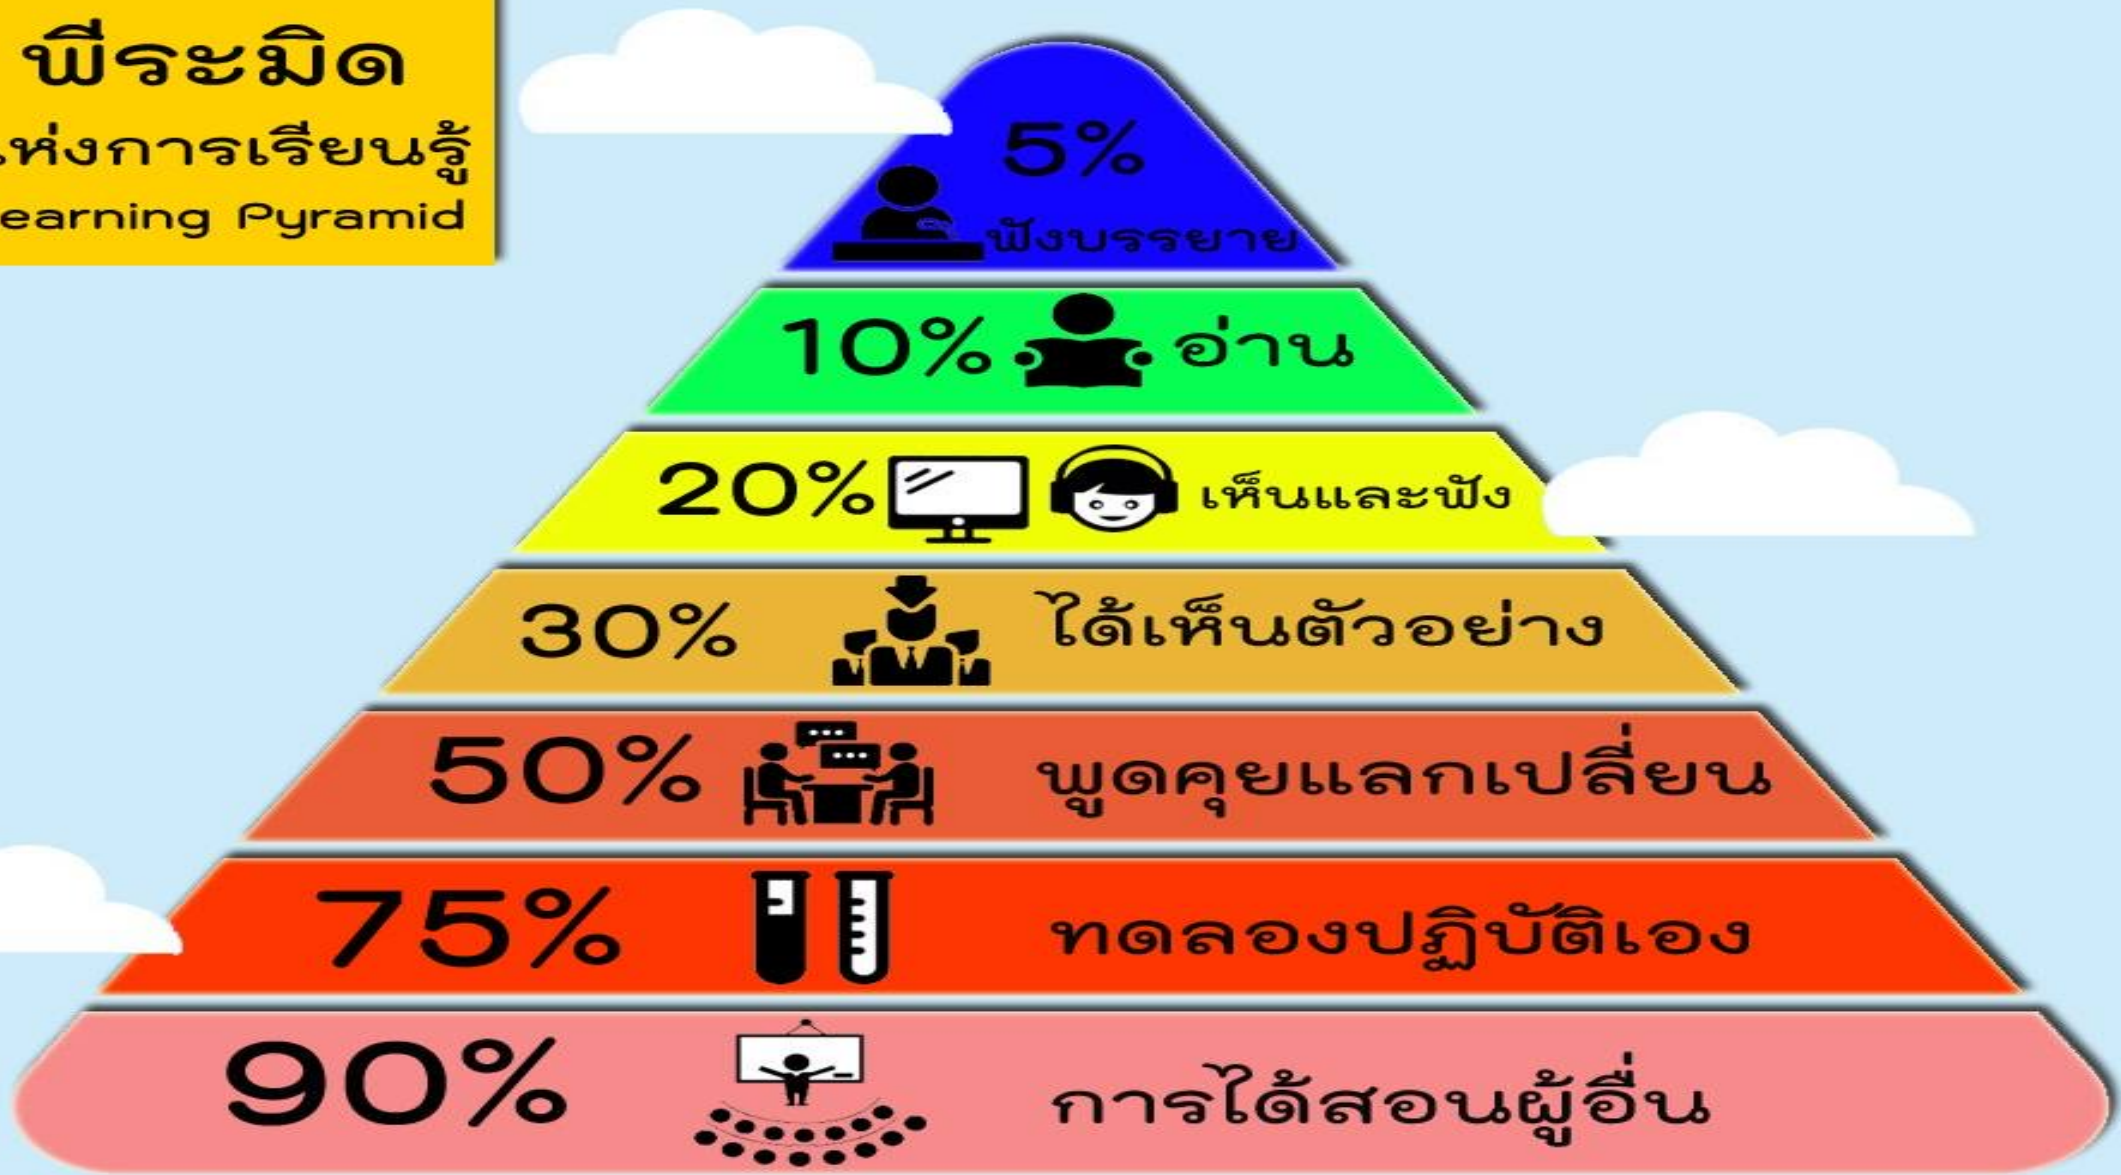 พีระมิด
แห่งการเรียนรู้
earning Pyramid
5%
ฟังบรรยาย
10% อ่าน
20% เห็นและฟัง
30% ได้เห็นตัวอย่าง
50% พูดคุยแลกเปลี่ยน
75% ทดลองปฏิบัติเอง
90% การได้สอนผู้อื่น